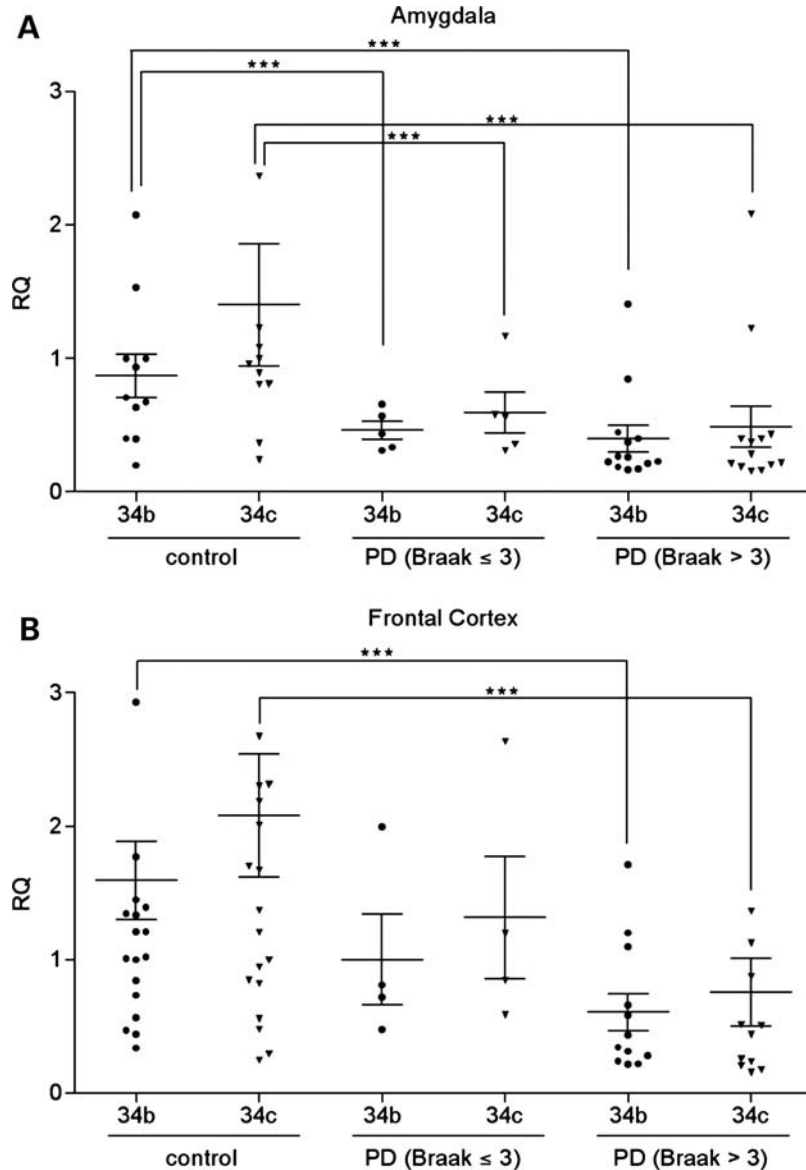 A
Amygdala
***
***
***
***
3
2
1
0
RQ
34b 34c 34b 34c 34b 34c
control PD (Braak ≤ 3) PD (Braak > 3)
B
Frontal Cortex
***
***
3
2
1
0
RQ
34b 34c 34b 34c 34b 34c
control PD (Braak ≤ 3) PD (Braak > 3)